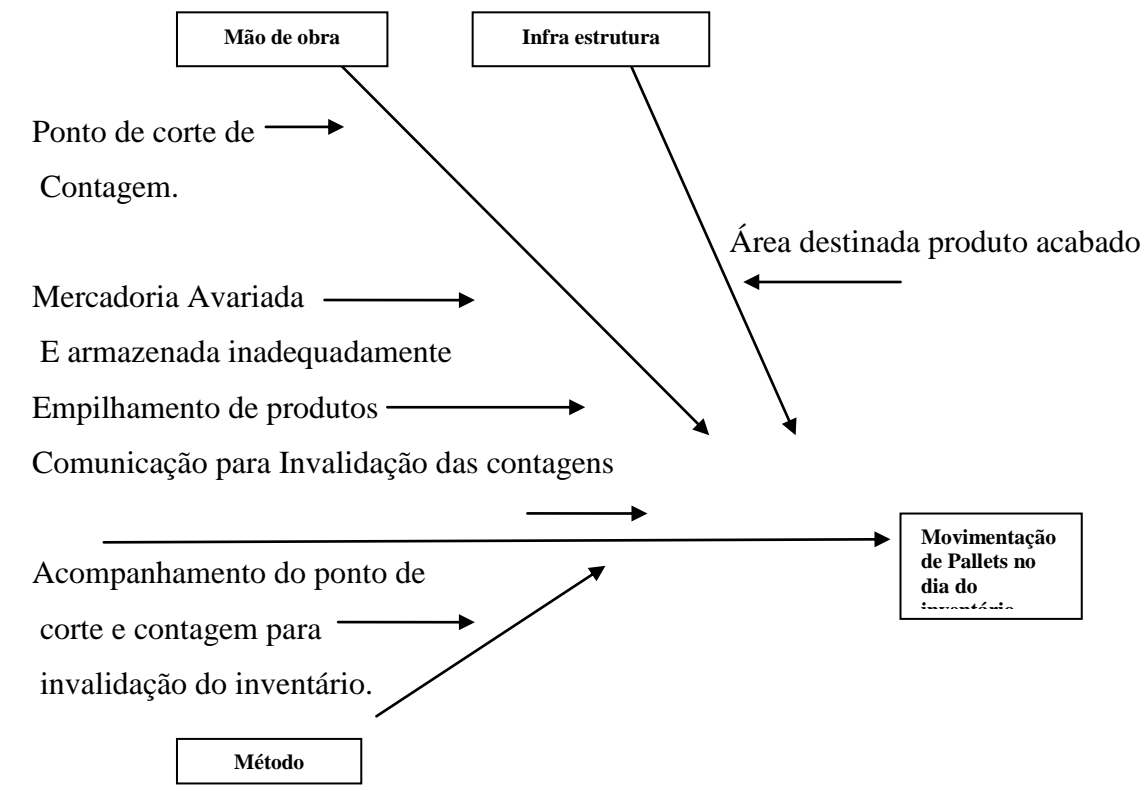 Mão de obra
Infra estrutura
Ponto de corte de
Contagem.
Área destinada produto acabado
Mercadoria Avariada
E armazenada inadequadamente
Empilhamento de produtos
Comunicação para Invalidação das contagens
Movimentação
de Pallets no
dia do
Acompanhamento do ponto de
corte e contagem para
invalidação do inventário.
Método